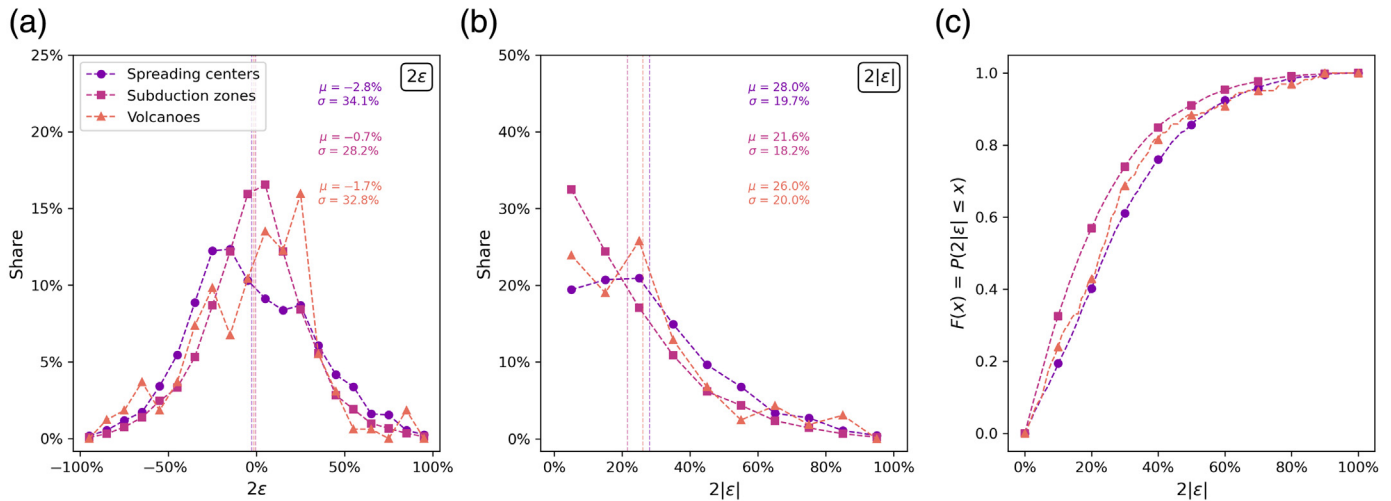 (a)
25%
20%
15%
10%
5%
0%
Share
−100%
−50%
0%
50%
100%
2ε
Spreading centers
Subduction zones
Volcanoes
2ε
μ = −2.8%
σ = 34.1%
μ = −0.7%
σ = 28.2%
μ = −1.7%
σ = 32.8%
(b)
50%
40%
30%
20%
10%
0%
Share
0%
20%
40%
60%
80%
100%
2|ε|
2|ε|
μ = 28.0%
σ = 19.7%
μ = 21.6%
σ = 18.2%
μ = 26.0%
σ = 20.0%
(c)
1.0
0.8
0.6
0.4
0.2
0.0
F(x) = P(2|ε| ≤ x)
0%
20%
40%
60%
80%
100%
2|ε|